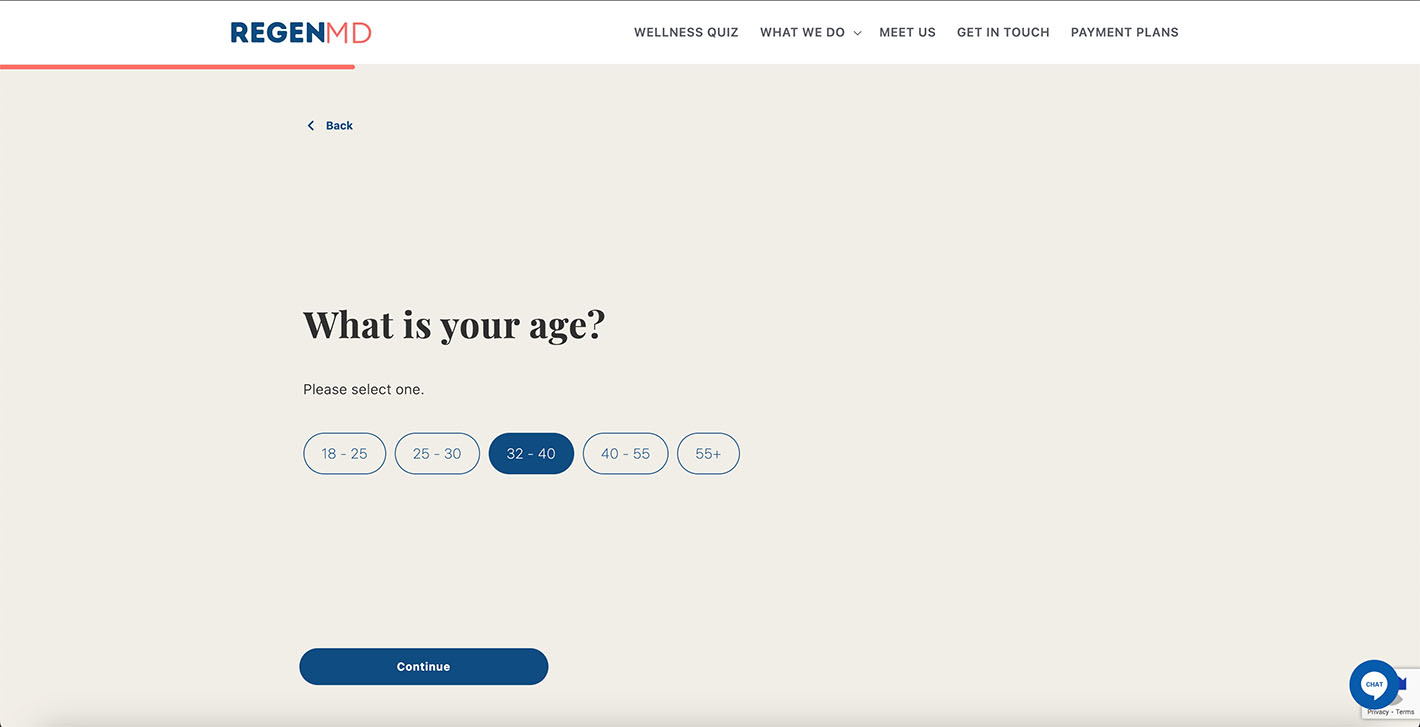 REGENMD
WELLNESS QUIZ WHAT WE DO MEET US GET IN TOUCH PAYMENT PLANS
Back
What is your age?
Please select one.
18 - 25 25 - 30 32 - 40 40 - 55 55+
Continue
CHAT
Privacy - Terms